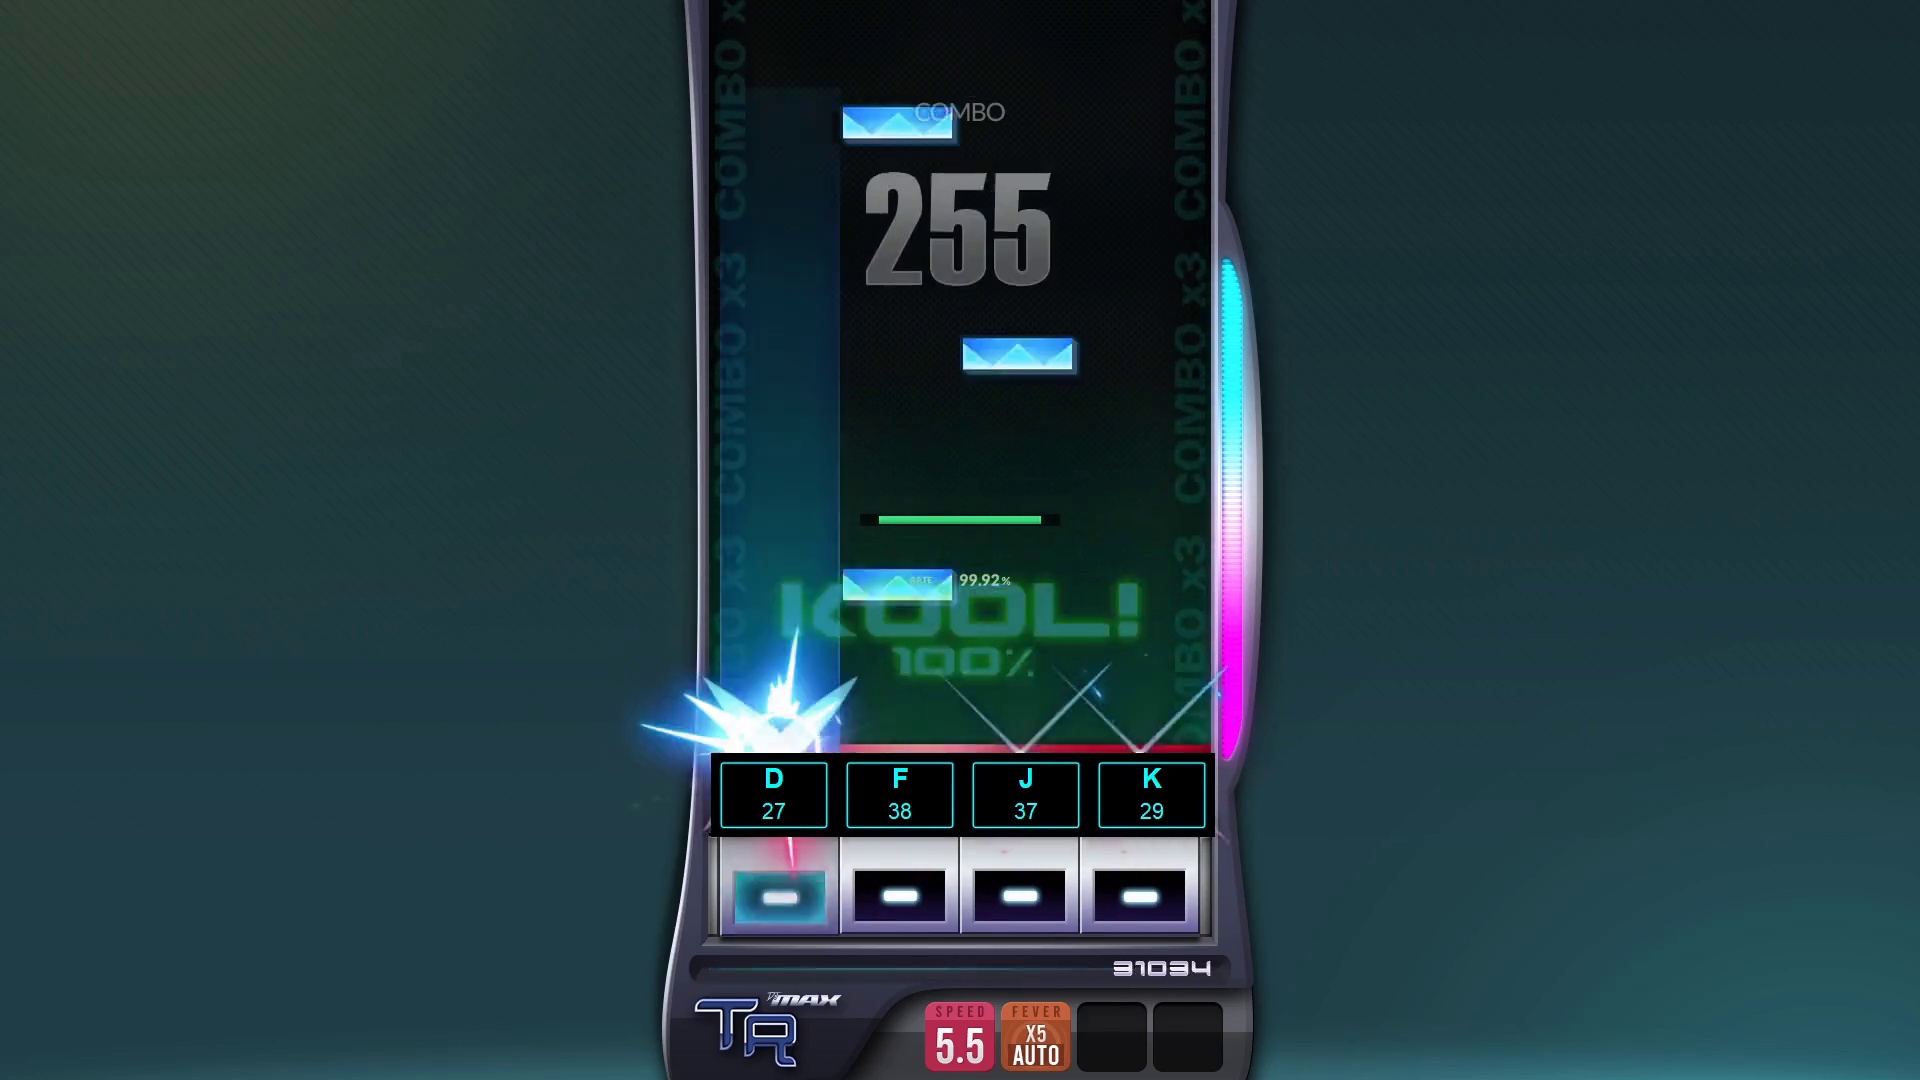 COMBO x3 COMBO x3 COMBO x3
COMBO x3 COMBO x3 COMBO x3
COMBO
255
RATE 99.92%
KOOL!
100%
D F J K
27 38 37 29
31034
DJMAX
TR
SPEED
5.5
FEVER
X5
AUTO